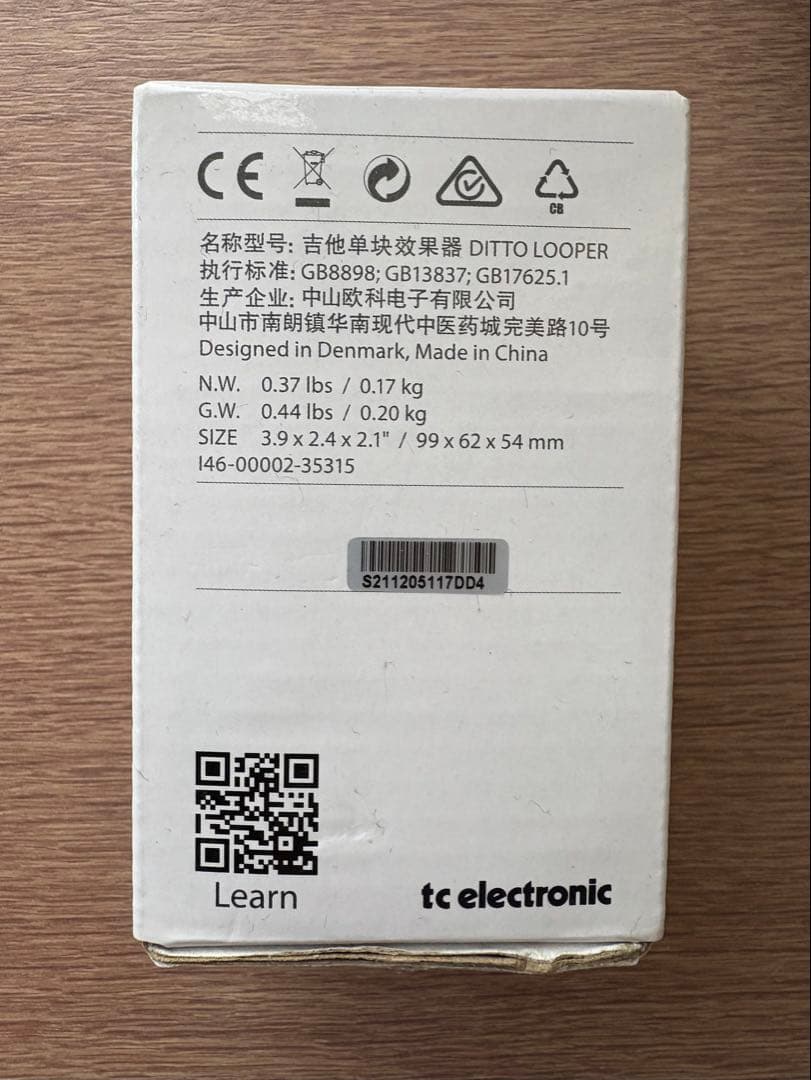 CE
CB
名称型号: 吉他单块效果器 DITTO LOOPER
执行标准: GB8898; GB13837; GB17625.1
生产企业: 中山欧科电子有限公司
中山市南朗镇华南现代中医药城完美路10号
Designed in Denmark, Made in China
N.W. 0.37 lbs / 0.17 kg
G.W. 0.44 lbs / 0.20 kg
SIZE 3.9 x 2.4 x 2.1" / 99 x 62 x 54 mm
I46-00002-35315
S211205117DD4
Learn
tc electronic